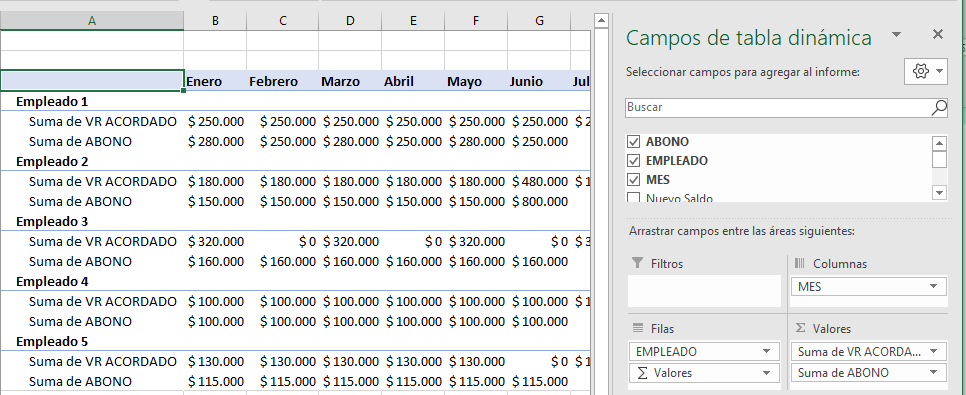 A B C D E F G
Enero Febrero Marzo Abril Mayo Junio Jul
Empleado 1
Suma de VR ACORDADO $ 250.000 $ 250.000 $ 250.000 $ 250.000 $ 250.000 $ 250.000 $ 2
Suma de ABONO $ 280.000 $ 250.000 $ 280.000 $ 250.000 $ 280.000 $ 250.000
Empleado 2
Suma de VR ACORDADO $ 180.000 $ 180.000 $ 180.000 $ 180.000 $ 180.000 $ 480.000 $ 1
Suma de ABONO $ 150.000 $ 150.000 $ 150.000 $ 150.000 $ 150.000 $ 800.000
Empleado 3
Suma de VR ACORDADO $ 320.000 $ 0 $ 320.000 $ 0 $ 320.000 $ 0 $ 3
Suma de ABONO $ 160.000 $ 160.000 $ 160.000 $ 160.000 $ 160.000 $ 160.000
Empleado 4
Suma de VR ACORDADO $ 100.000 $ 100.000 $ 100.000 $ 100.000 $ 100.000 $ 100.000 $ 1
Suma de ABONO $ 100.000 $ 100.000 $ 100.000 $ 100.000 $ 100.000 $ 100.000
Empleado 5
Suma de VR ACORDADO $ 130.000 $ 130.000 $ 130.000 $ 130.000 $ 130.000 $ 0 $ 1
Suma de ABONO $ 115.000 $ 115.000 $ 115.000 $ 115.000 $ 115.000 $ 115.000
Campos de tabla dinámica
Seleccionar campos para agregar al informe:
Buscar
ABONO
EMPLEADO
MES
Nuevo Saldo
Arrastrar campos entre las áreas siguientes:
Filtros
Columnas
MES
Filas
EMPLEADO
Σ Valores
Σ Valores
Suma de VR ACORDA...
Suma de ABONO